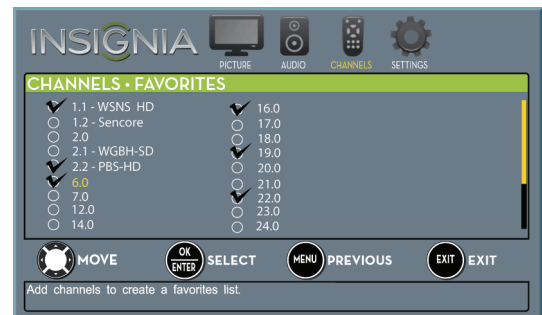 INSIGNIA
PICTURE AUDIO CHANNELS SETTINGS
CHANNELS • FAVORITES
1.1 - WSNS HD
1.2 - Sencore
2.0
2.1 - WGBH-SD
2.2 - PBS-HD
6.0
7.0
12.0
14.0
16.0
17.0
18.0
19.0
20.0
21.0
22.0
23.0
24.0
MOVE OK ENTER SELECT MENU PREVIOUS EXIT EXIT
Add channels to create a favorites list.